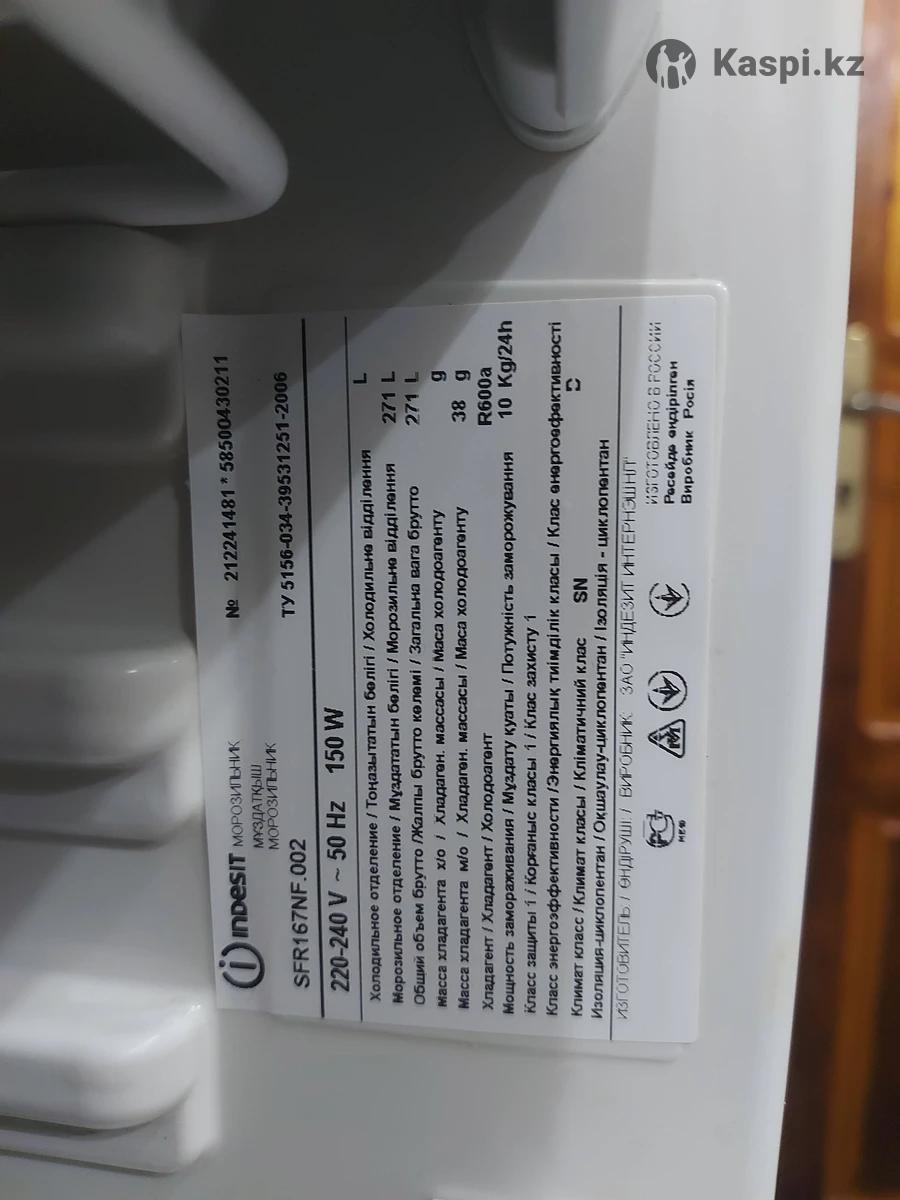 Kaspi.kz
indesit МОРОЗИЛЬНИК № 212241481 * 58500430211
МҰЗДАТҚЫШ
МОРОЗИЛЬНИК
SFR167NF.002 ТУ 5156-034-39531251-2006
220-240 V ~ 50 Hz 150 W
Холодильное отделение / Тоңазытатын бөлігі / Холодильне відділення L
Морозильное отделение / Мұздататын бөлігі / Морозильне відділення 271 L
Общий объем брутто /Жалпы брутто көлемі / Загальна вага брутто 271 L
Масса хладагента х/о / Хладаген. массасы / Маса холодоагенту g
Масса хладагента м/о / Хладаген. массасы / Маса холодоагенту 38 g
Хладагент / Хладагент / Холодоагент R600a
Мощность замораживания / Мұздату қуаты / Потужність заморожування 10 Kg/24h
Класс защиты 1 / Қорғаныс класы 1 / Клас захисту 1
Класс энергоэффективности /Энергиялық тиімділік класы / Клас енергоефективності
Климат класс / Климат класы / Кліматичний клас SN
Изоляция-циклопентан / Оқшаулау-циклопентан / Ізоляція - циклопентан
ИЗГОТОВИТЕЛЬ / ӨНДІРУШІ / ВИРОБНИК ЗАО "ИНДЕЗИТ ИНТЕРНЭШНЛ"
ИЗГОТОВЛЕНО В РОССИИ
Ресейде өндірілген
Виробник Росія